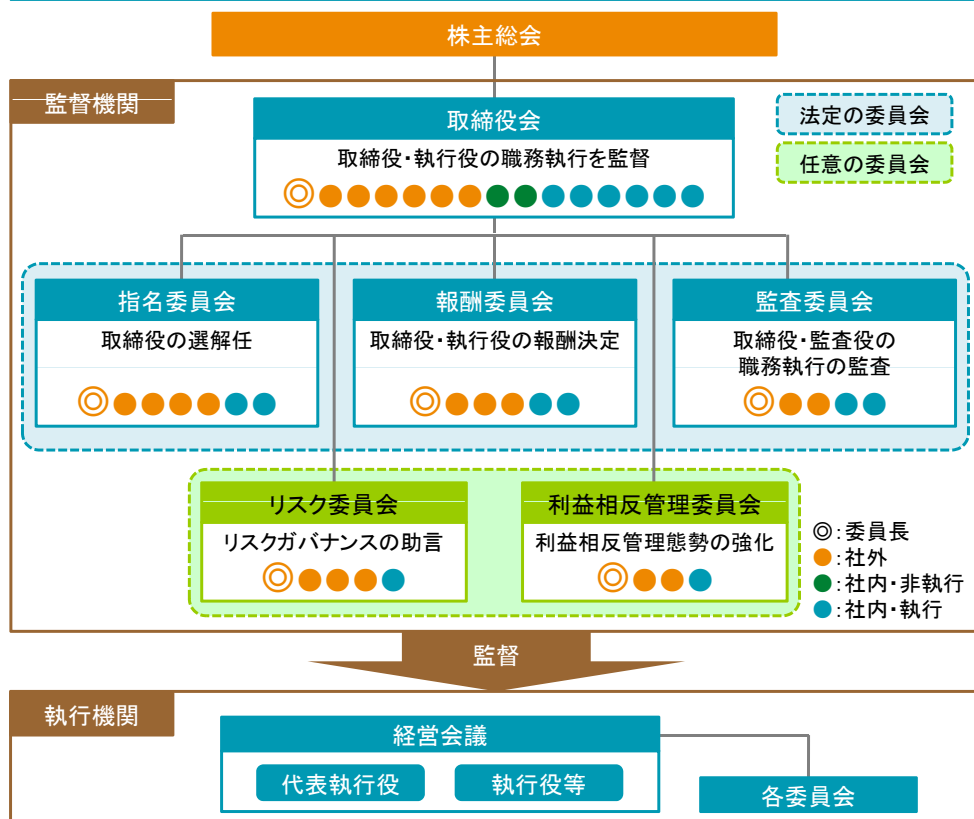 株主総会
監督機関
取締役会
取締役・執行役の職務執行を監督
法定の委員会
任意の委員会
指名委員会
取締役の選解任
報酬委員会
取締役・執行役の報酬決定
監査委員会
取締役・監査役の
職務執行の監査
リスク委員会
リスクガバナンスの助言
利益相反管理委員会
利益相反管理態勢の強化
◎:委員長
●:社外
●:社内・非執行
●:社内・執行
監督
執行機関
経営会議
代表執行役
執行役等
各委員会